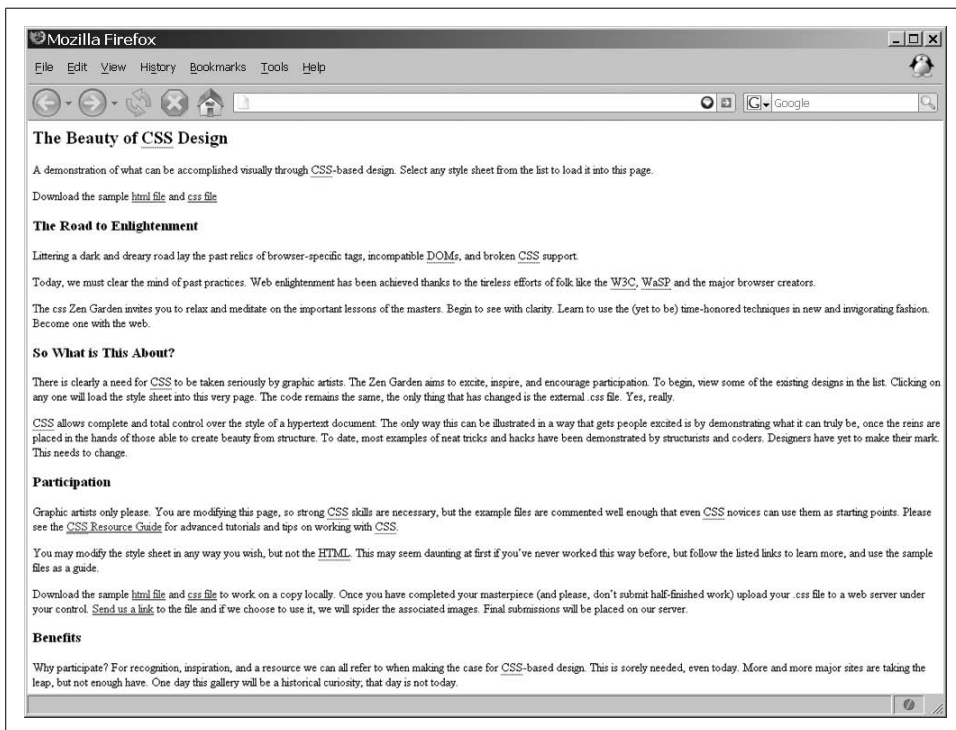 Mozilla Firefox
File Edit View History Bookmarks Tools Help
G Google
The Beauty of CSS Design
A demonstration of what can be accomplished visually through CSS-based design. Select any style sheet from the list to load it into this page.
Download the sample html file and css file
The Road to Enlightenment
Littering a dark and dreary road lay the past relics of browser-specific tags, incompatible DOMs, and broken CSS support.
Today, we must clear the mind of past practices. Web enlightenment has been achieved thanks to the tireless efforts of folk like the W3C, WaSP and the major browser creators.
The css Zen Garden invites you to relax and meditate on the important lessons of the masters. Begin to see with clarity. Learn to use the (yet to be) time-honored techniques in new and invigorating fashion.
Become one with the web.
So What is This About?
There is clearly a need for CSS to be taken seriously by graphic artists. The Zen Garden aims to excite, inspire, and encourage participation. To begin, view some of the existing designs in the list. Clicking on
any one will load the style sheet into this very page. The code remains the same, the only thing that has changed is the external .css file. Yes, really.
CSS allows complete and total control over the style of a hypertext document. The only way this can be illustrated in a way that gets people excited is by demonstrating what it can truly be, once the reins are
placed in the hands of those able to create beauty from structure. To date, most examples of neat tricks and hacks have been demonstrated by structurists and coders. Designers have yet to make their mark.
This needs to change.
Participation
Graphic artists only please. You are modifying this page, so strong CSS skills are necessary, but the example files are commented well enough that even CSS novices can use them as starting points. Please
see the CSS Resource Guide for advanced tutorials and tips on working with CSS.
You may modify the style sheet in any way you wish, but not the HTML. This may seem daunting at first if you've never worked this way before, but follow the listed links to learn more, and use the sample
files as a guide.
Download the sample html file and css file to work on a copy locally. Once you have completed your masterpiece (and please, don't submit half-finished work) upload your .css file to a web server under
your control. Send us a link to the file and if we choose to use it, we will spider the associated images. Final submissions will be placed on our server.
Benefits
Why participate? For recognition, inspiration, and a resource we can all refer to when making the case for CSS-based design. This is sorely needed, even today. More and more major sites are taking the
leap, but not enough have. One day this gallery will be a historical curiosity; that day is not today.